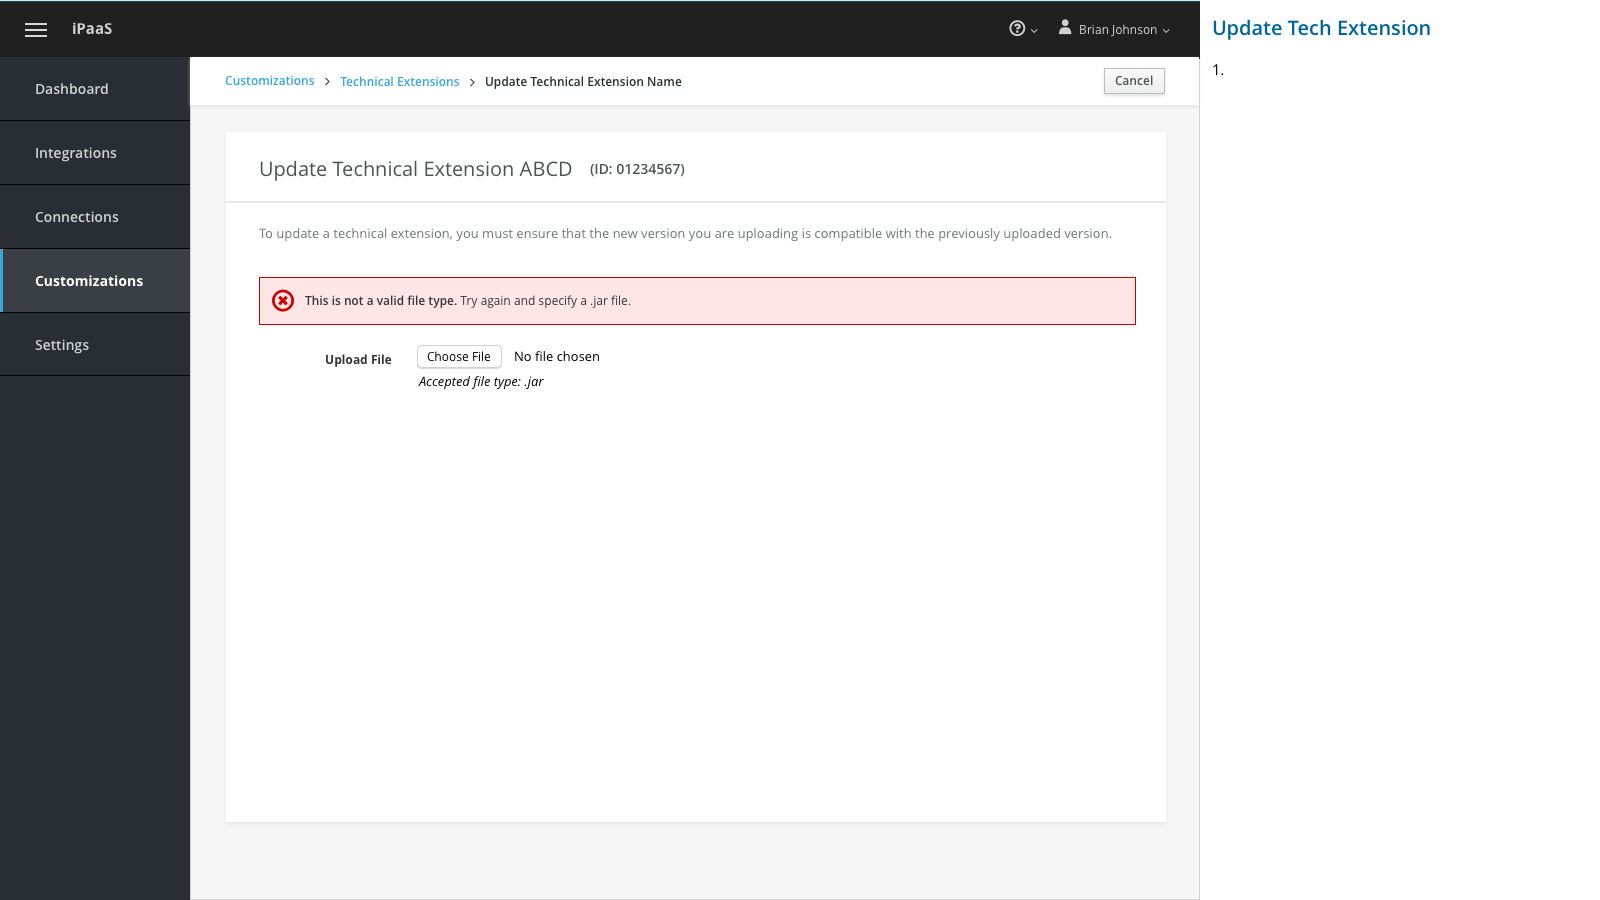 iPaaS
Brian Johnson
Dashboard
Integrations
Connections
Customizations
Settings
Customizations > Technical Extensions > Update Technical Extension Name
Cancel
Update Technical Extension ABCD (ID: 01234567)
To update a technical extension, you must ensure that the new version you are uploading is compatible with the previously uploaded version.
This is not a valid file type. Try again and specify a .jar file.
Upload File Choose File No file chosen
Accepted file type: .jar
Update Tech Extension
1.